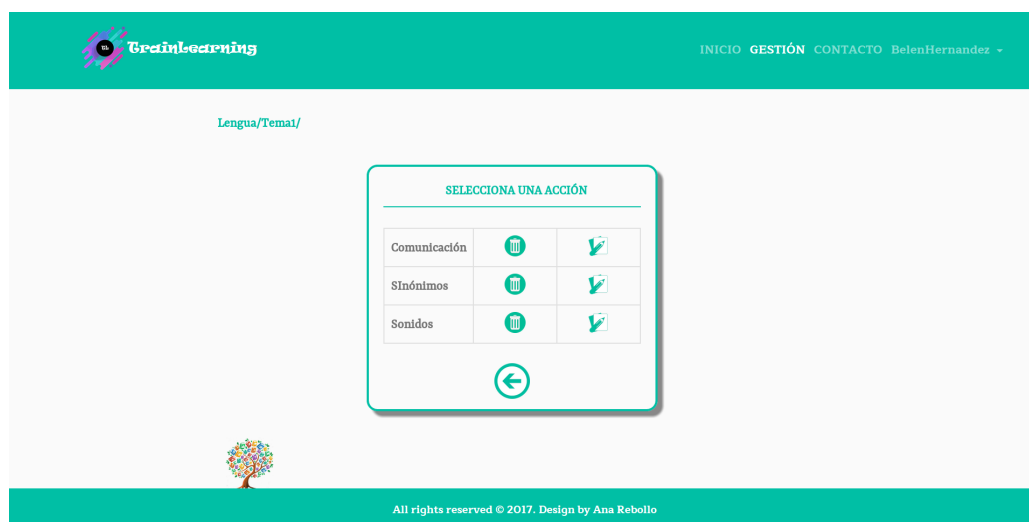 TL
TrainLearning
INICIO GESTIÓN CONTACTO BelenHernandez
Lengua/Tema1/
SELECCIONA UNA ACCIÓN
Comunicación
SInónimos
Sonidos
All rights reserved © 2017. Design by Ana Rebollo